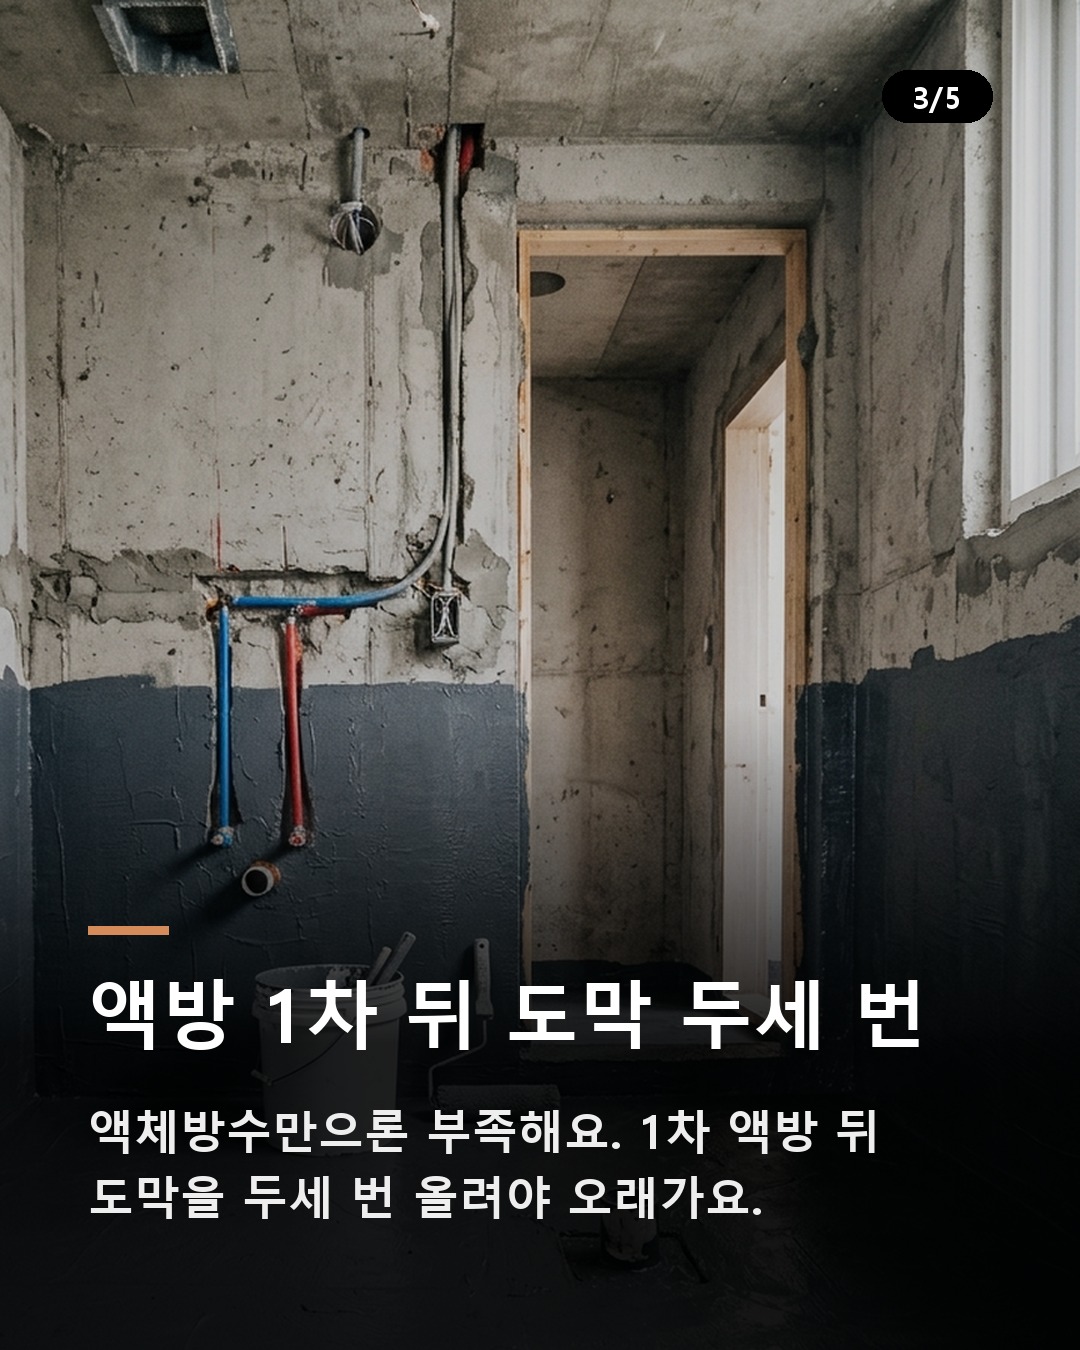 3/5
액방 1차 뒤 도막 두세 번
액체방수만으론 부족해요. 1차 액방 뒤
도막을 두세 번 올려야 오래가요.